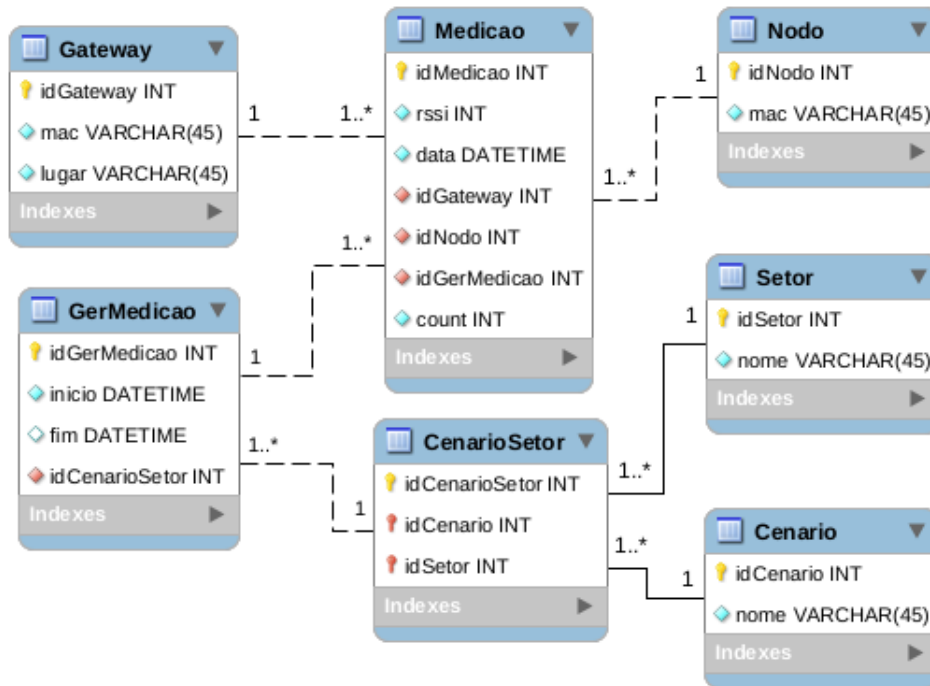 Gateway
idGateway INT
mac VARCHAR(45)
lugar VARCHAR(45)
Indexes
1
1..*
Medicao
idMedicao INT
rssi INT
data DATETIME
idGateway INT
idNodo INT
idGerMedicao INT
count INT
Indexes
1
1..*
Nodo
idNodo INT
mac VARCHAR(45)
Indexes
1..*
1
GerMedicao
idGerMedicao INT
inicio DATETIME
fim DATETIME
idCenarioSetor INT
Indexes
1..*
1
CenarioSetor
idCenarioSetor INT
idCenario INT
idSetor INT
Indexes
1
1..*
Setor
idSetor INT
nome VARCHAR(45)
Indexes
1..*
1
Cenario
idCenario INT
nome VARCHAR(45)
Indexes